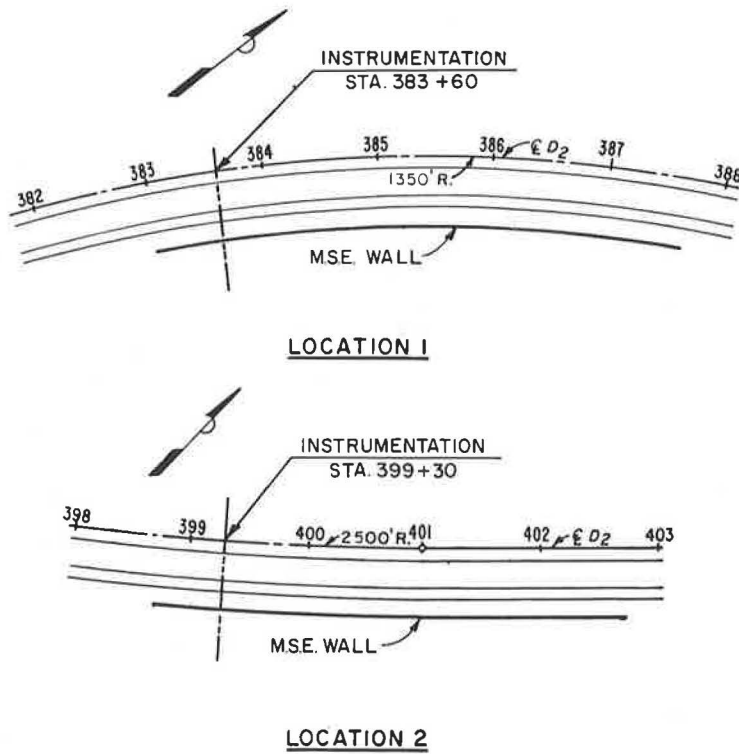 INSTRUMENTATION
STA. 383 +60
382
383
384
385
386
℄ D2
387
388
1350' R.
M.S.E. WALL
LOCATION 1
INSTRUMENTATION
STA. 399+30
398
399
400
2500' R.
401
402
℄ D2
403
M.S.E. WALL
LOCATION 2